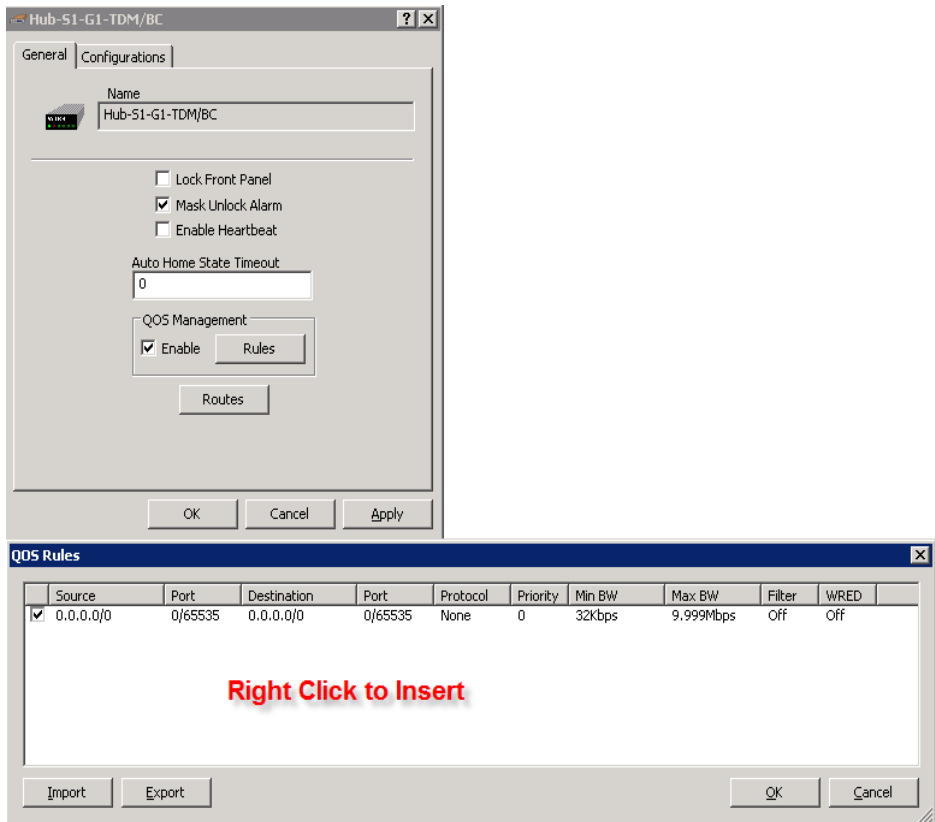 Hub-S1-G1-TDM/BC
General Configurations
Name
Hub-S1-G1-TDM/BC
Lock Front Panel
Mask Unlock Alarm
Enable Heartbeat
Auto Home State Timeout
0
QOS Management
Enable Rules
Routes
OK Cancel Apply
QOS Rules
Source Port Destination Port Protocol Priority Min BW Max BW Filter WRED
0.0.0.0/0 0/65535 0.0.0.0/0 0/65535 None 0 32Kbps 9.999Mbps Off Off
Right Click to Insert
Import Export OK Cancel